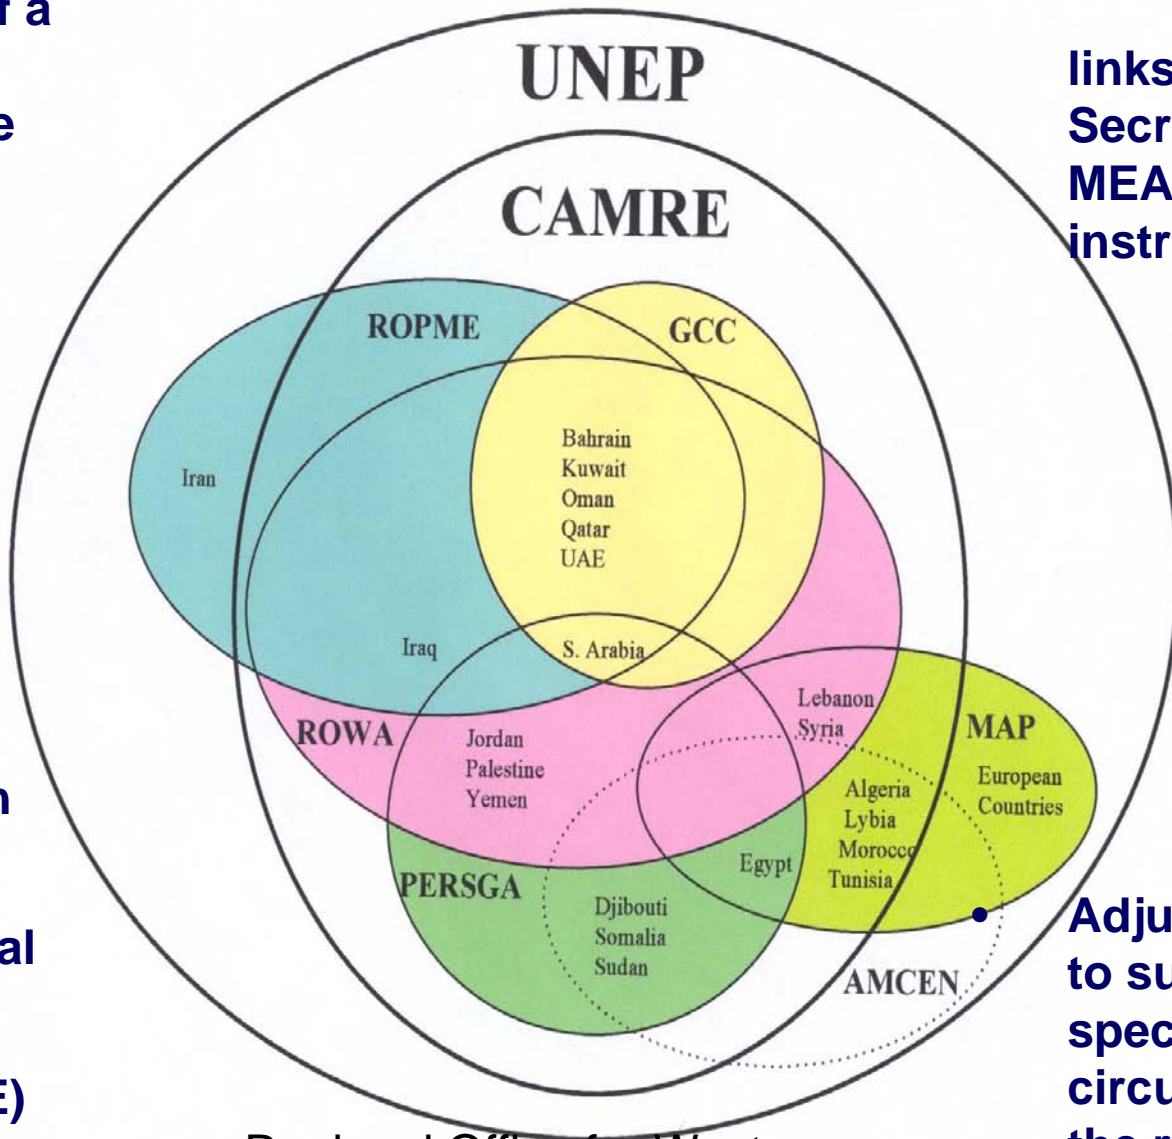 f a
e
n
al
E)
links
Secr
MEA
instr
UNEP
CAMRE
ROPME
GCC
Bahrain
Kuwait
Oman
Qatar
UAE
Iran
Iraq
S. Arabia
ROWA
Jordan
Palestine
Yemen
Lebanon
Syria
MAP
European
Countries
Algeria
Lybia
Morocco
Tunisia
Egypt
PERSGA
Djibouti
Somalia
Sudan
AMCEN
• Adju
to su
spec
circu